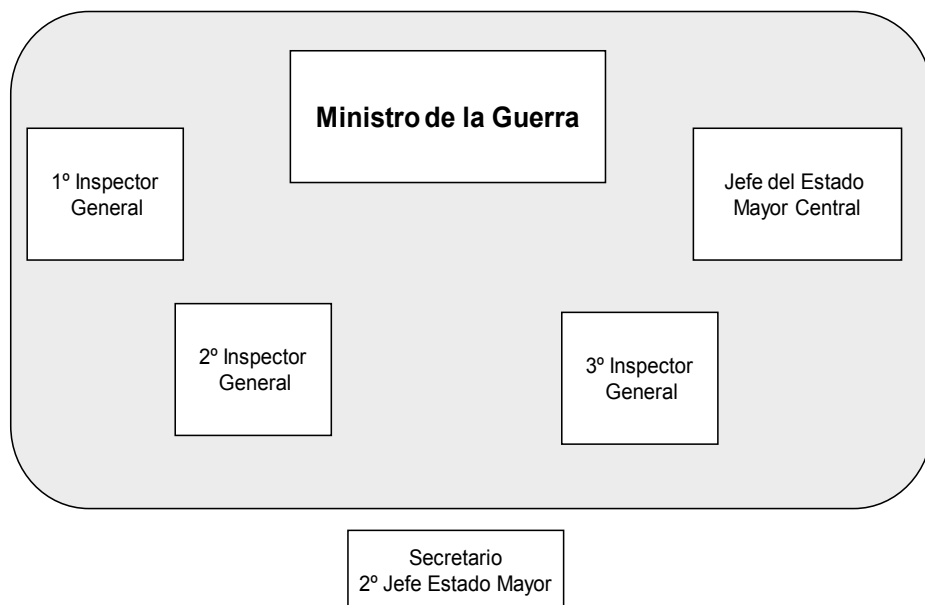 Ministro de la Guerra
1º Inspector
General
Jefe del Estado
Mayor Central
2º Inspector
General
3º Inspector
General
Secretario
2º Jefe Estado Mayor